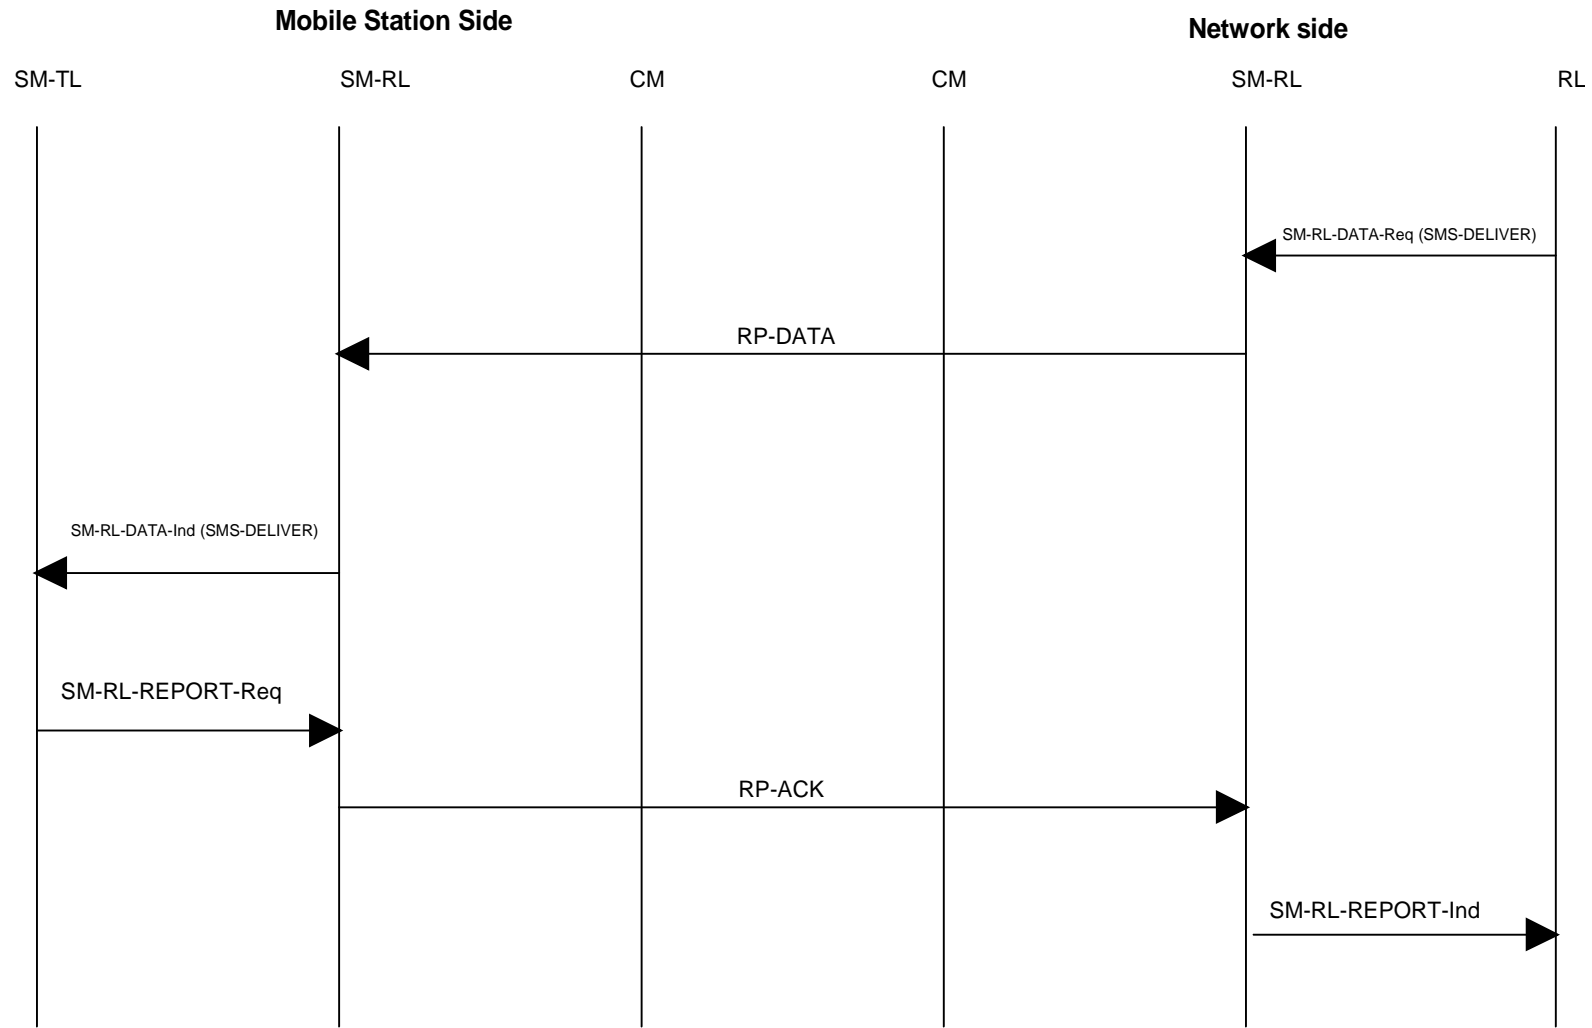 Mobile Station Side
Network side
SM-TL
SM-RL
CM
CM
SM-RL
RL
SM-RL-DATA-Req (SMS-DELIVER)
RP-DATA
SM-RL-DATA-Ind (SMS-DELIVER)
SM-RL-REPORT-Req
RP-ACK
SM-RL-REPORT-Ind